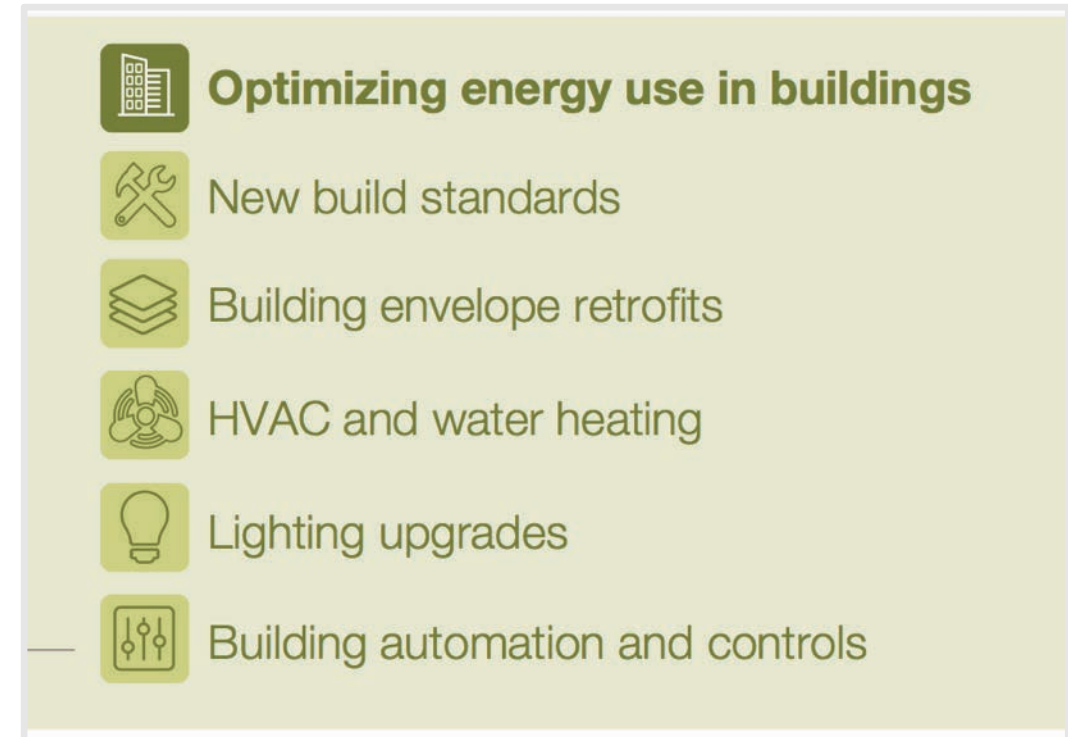 Optimizing energy use in buildings
New build standards
Building envelope retrofits
HVAC and water heating
Lighting upgrades
Building automation and controls